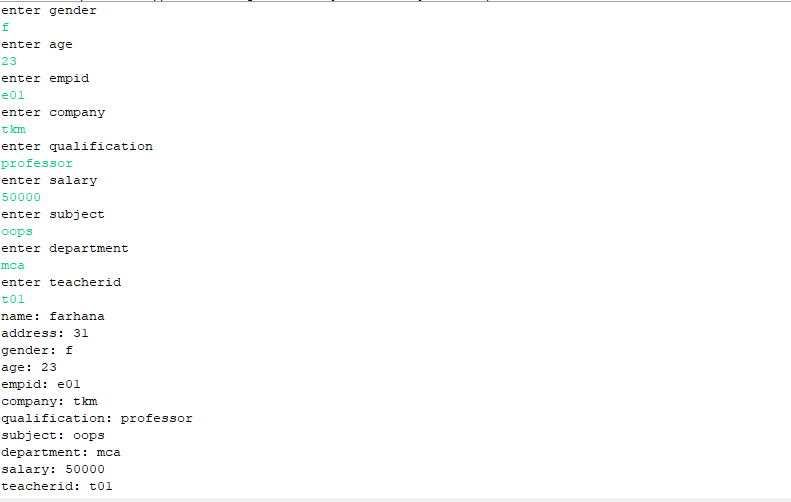 enter gender
f
enter age
23
enter empid
e01
enter company
tkm
enter qualification
professor
enter salary
50000
enter subject
oops
enter department
mca
enter teacherid
t01
name: farhana
address: 31
gender: f
age: 23
empid: e01
company: tkm
qualification: professor
subject: oops
department: mca
salary: 50000
teacherid: t01